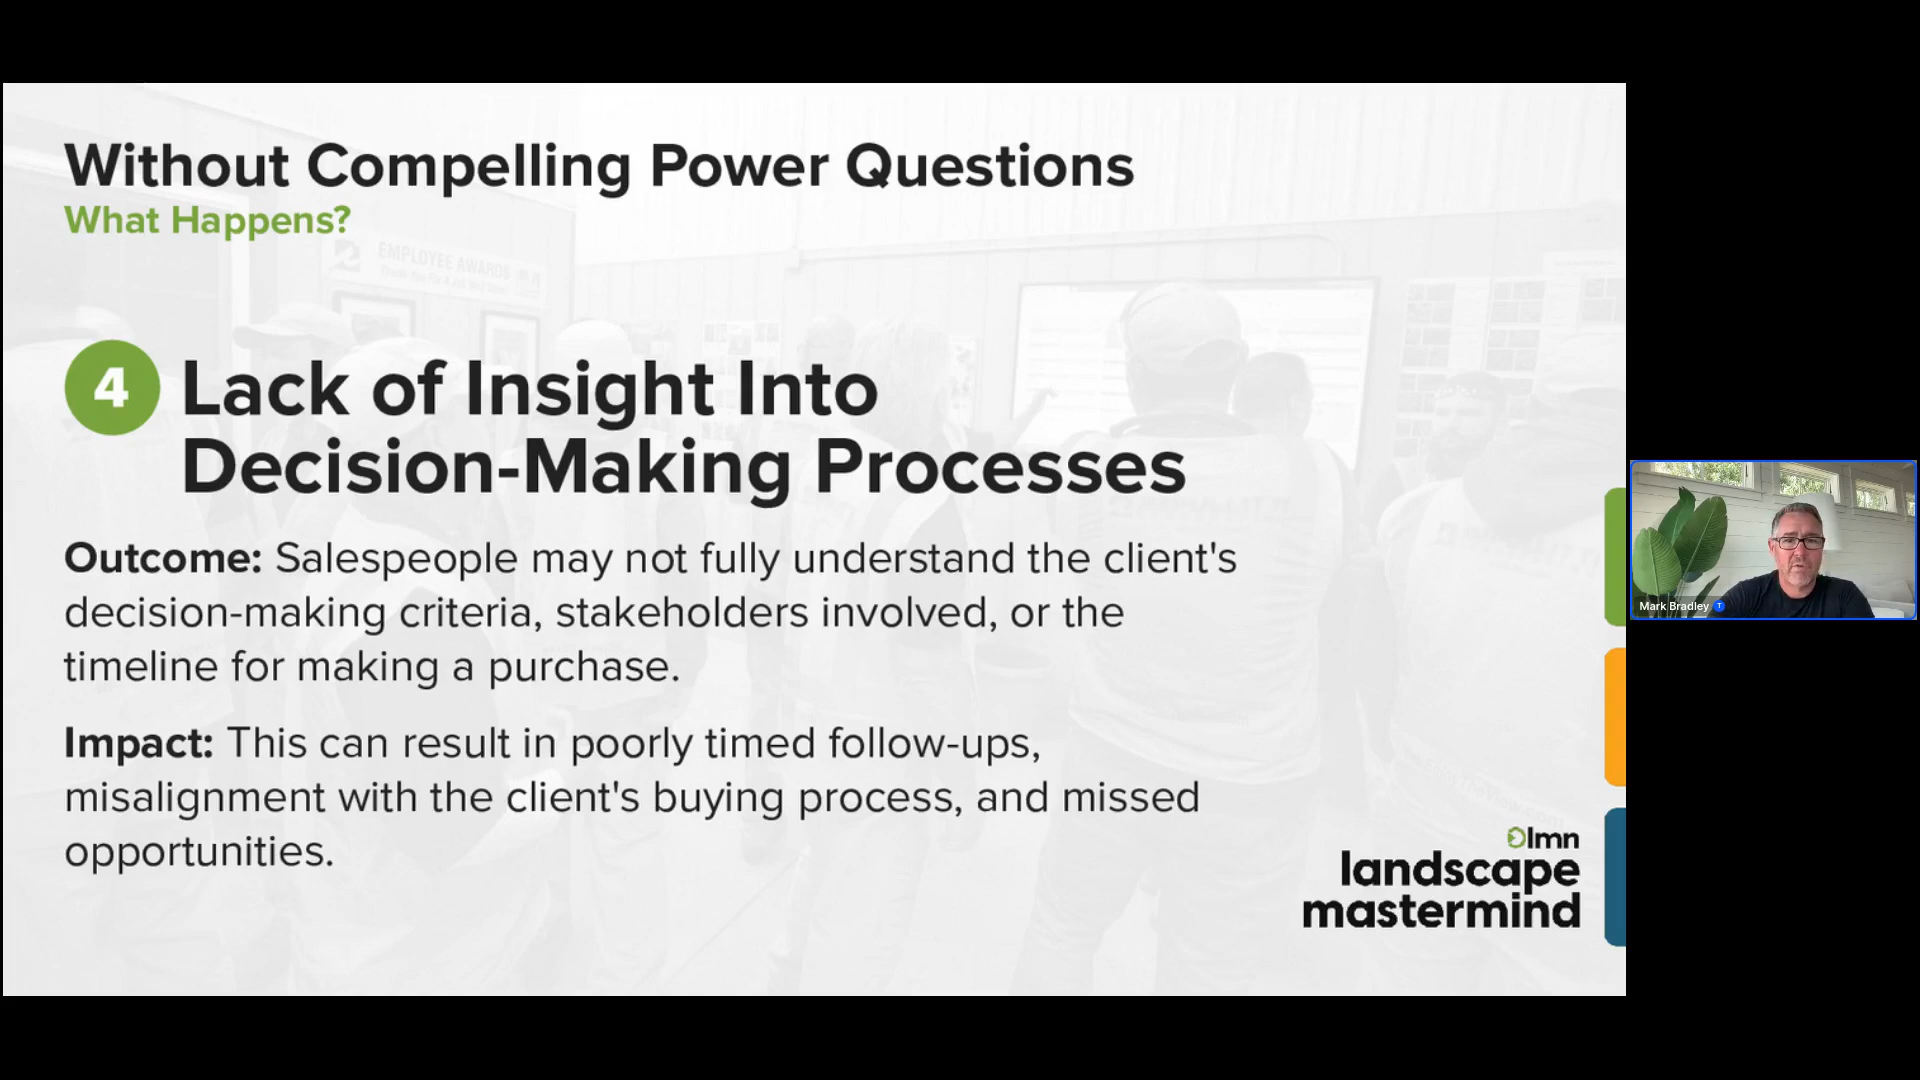 Without Compelling Power Questions
What Happens?
EMPLOYEE AWARDS
4
Lack of Insight Into
Decision-Making Processes
Outcome: Salespeople may not fully understand the client's
decision-making criteria, stakeholders involved, or the
timeline for making a purchase.
Impact: This can result in poorly timed follow-ups,
misalignment with the client's buying process, and missed
opportunities.
lmn
landscape
mastermind
Mark Bradley
T